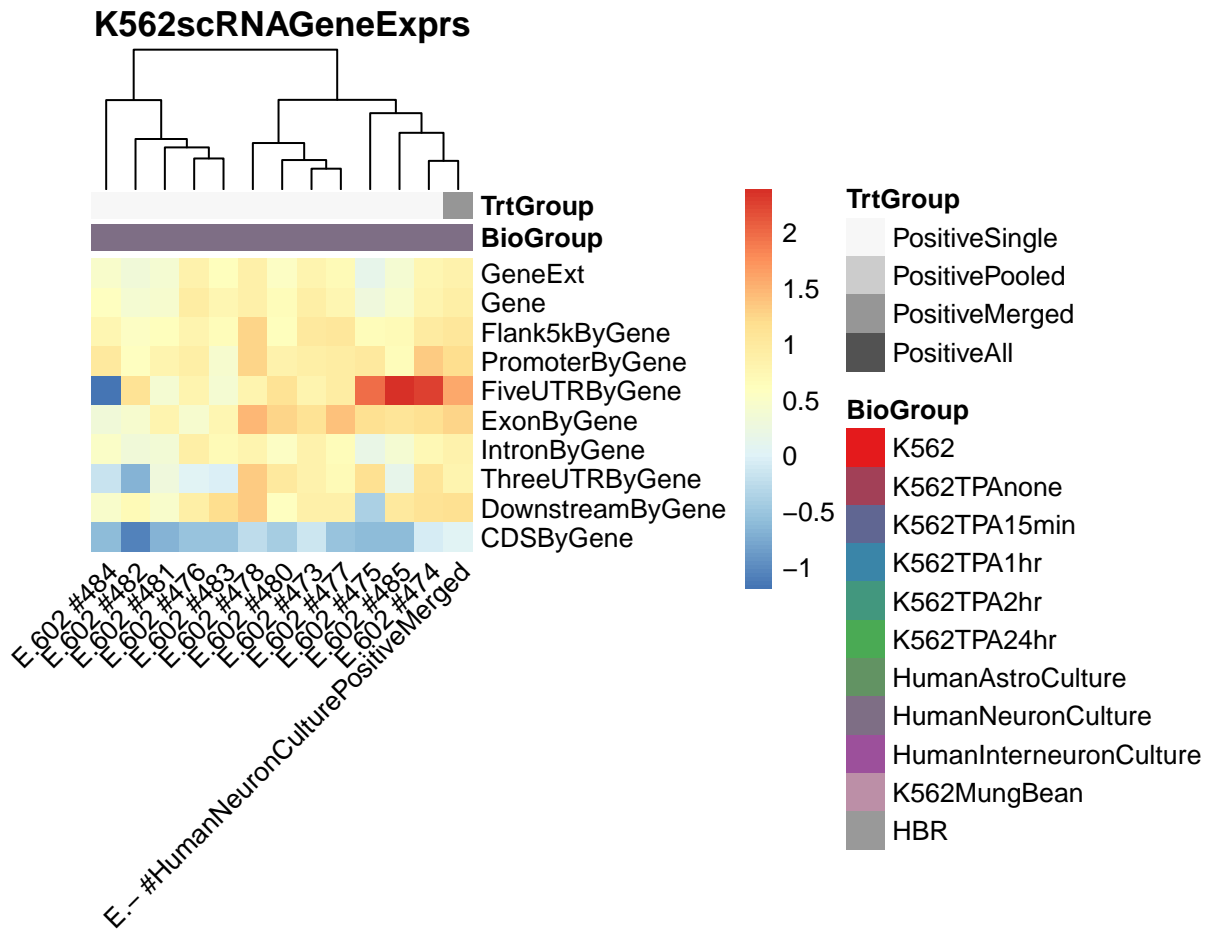 K562scRNAGeneExprs
TrtGroup
BioGroup
GeneExt
Gene
Flank5kByGene
PromoterByGene
FiveUTRByGene
ExonByGene
IntronByGene
ThreeUTRByGene
DownstreamByGene
CDSByGene
E.602 #484
E.602 #482
E.602 #481
E.602 #476
E.602 #483
E.602 #478
E.602 #480
E.602 #473
E.602 #477
E.602 #475
E.602 #485
E.602 #474
E.− #HumanNeuronCulturePositiveMerged
2
1.5
1
0.5
0
−0.5
−1
TrtGroup
PositiveSingle
PositivePooled
PositiveMerged
PositiveAll
BioGroup
K562
K562TPAnone
K562TPA15min
K562TPA1hr
K562TPA2hr
K562TPA24hr
HumanAstroCulture
HumanNeuronCulture
HumanInterneuronCulture
K562MungBean
HBR